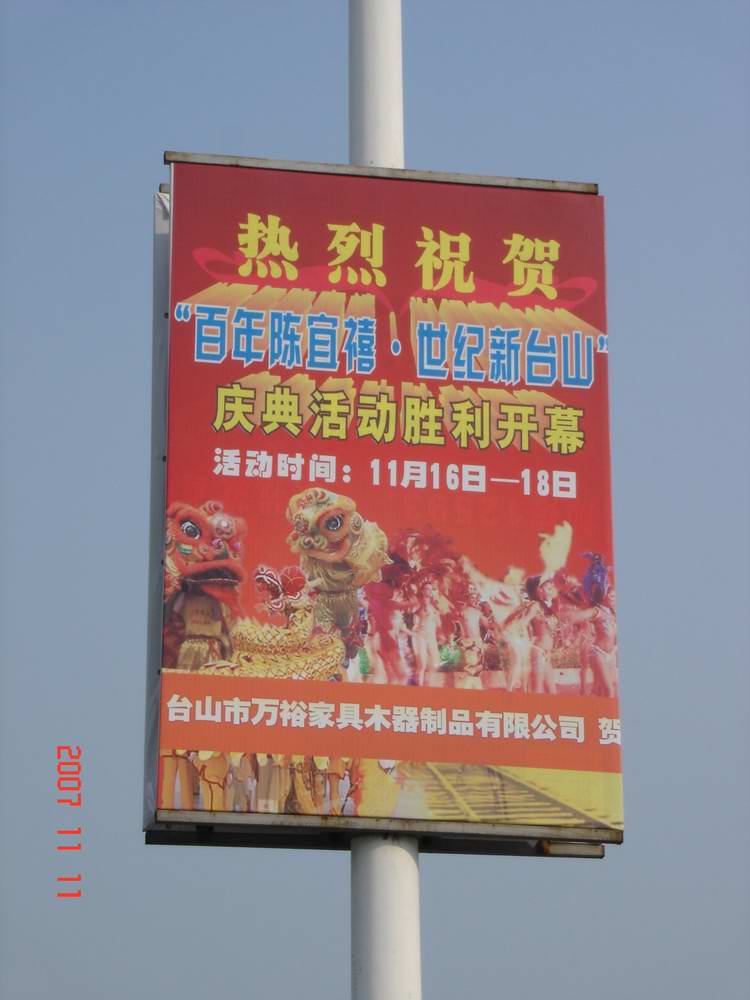 热烈祝贺
“百年陈宜禧·世纪新台山”
庆典活动胜利开幕
活动时间：11月16日—18日
台山市万裕家具木器制品有限公司 贺
2007 11 11